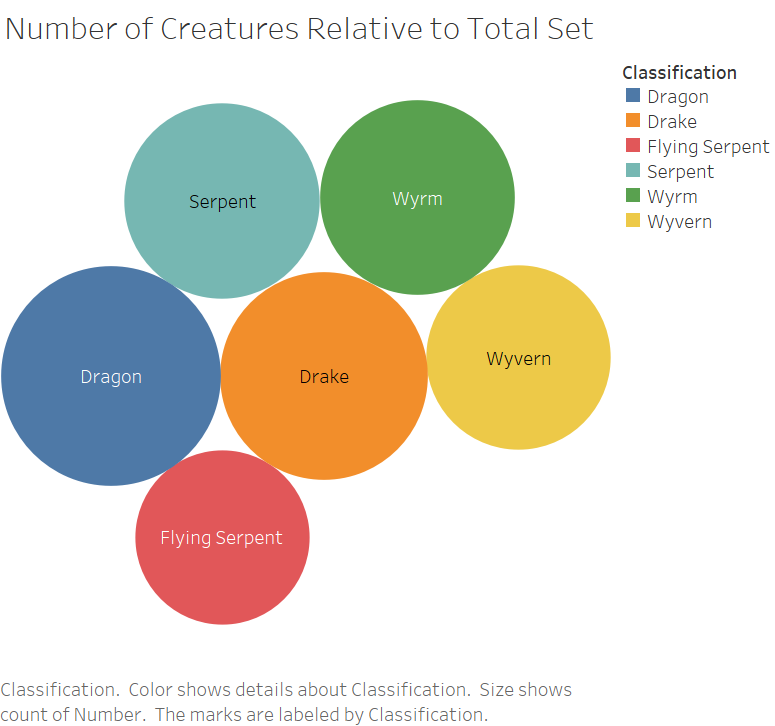 Number of Creatures Relative to Total Set
Classification
Dragon
Drake
Flying Serpent
Serpent
Wyrm
Wyvern
Serpent
Wyrm
Dragon
Drake
Wyvern
Flying Serpent
Classification.  Color shows details about Classification.  Size shows
count of Number.  The marks are labeled by Classification.